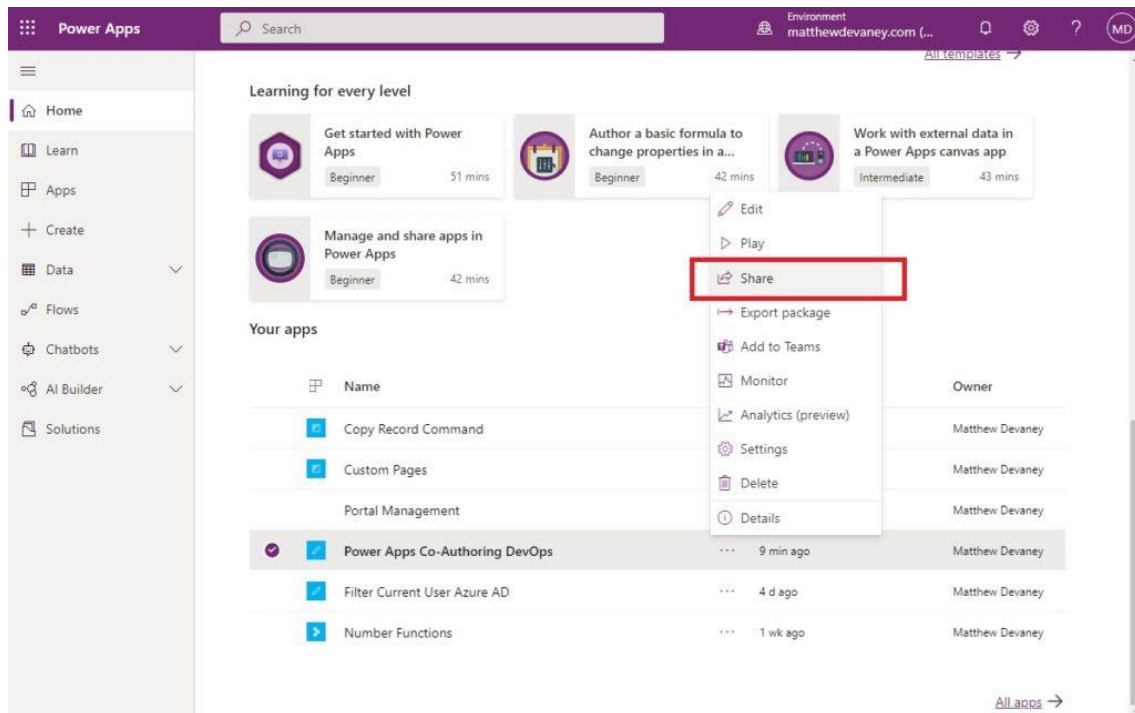 Power Apps
Search
Environment
matthewdevaney.com (...
?
MD
All templates →
Home
Learn
Apps
Create
Data
Flows
Chatbots
AI Builder
Solutions
Learning for every level
Get started with Power
Apps
Beginner 51 mins
Author a basic formula to
change properties in a...
Beginner 42 mins
Work with external data in
a Power Apps canvas app
Intermediate 43 mins
Manage and share apps in
Power Apps
Beginner 42 mins
Edit
Play
Share
Export package
Add to Teams
Monitor
Analytics (preview)
Settings
Delete
Details
Your apps
Name Owner
Copy Record Command Matthew Devaney
Custom Pages Matthew Devaney
Portal Management Matthew Devaney
Power Apps Co-Authoring DevOps ... 9 min ago Matthew Devaney
Filter Current User Azure AD ... 4 d ago Matthew Devaney
Number Functions ... 1 wk ago Matthew Devaney
All apps →